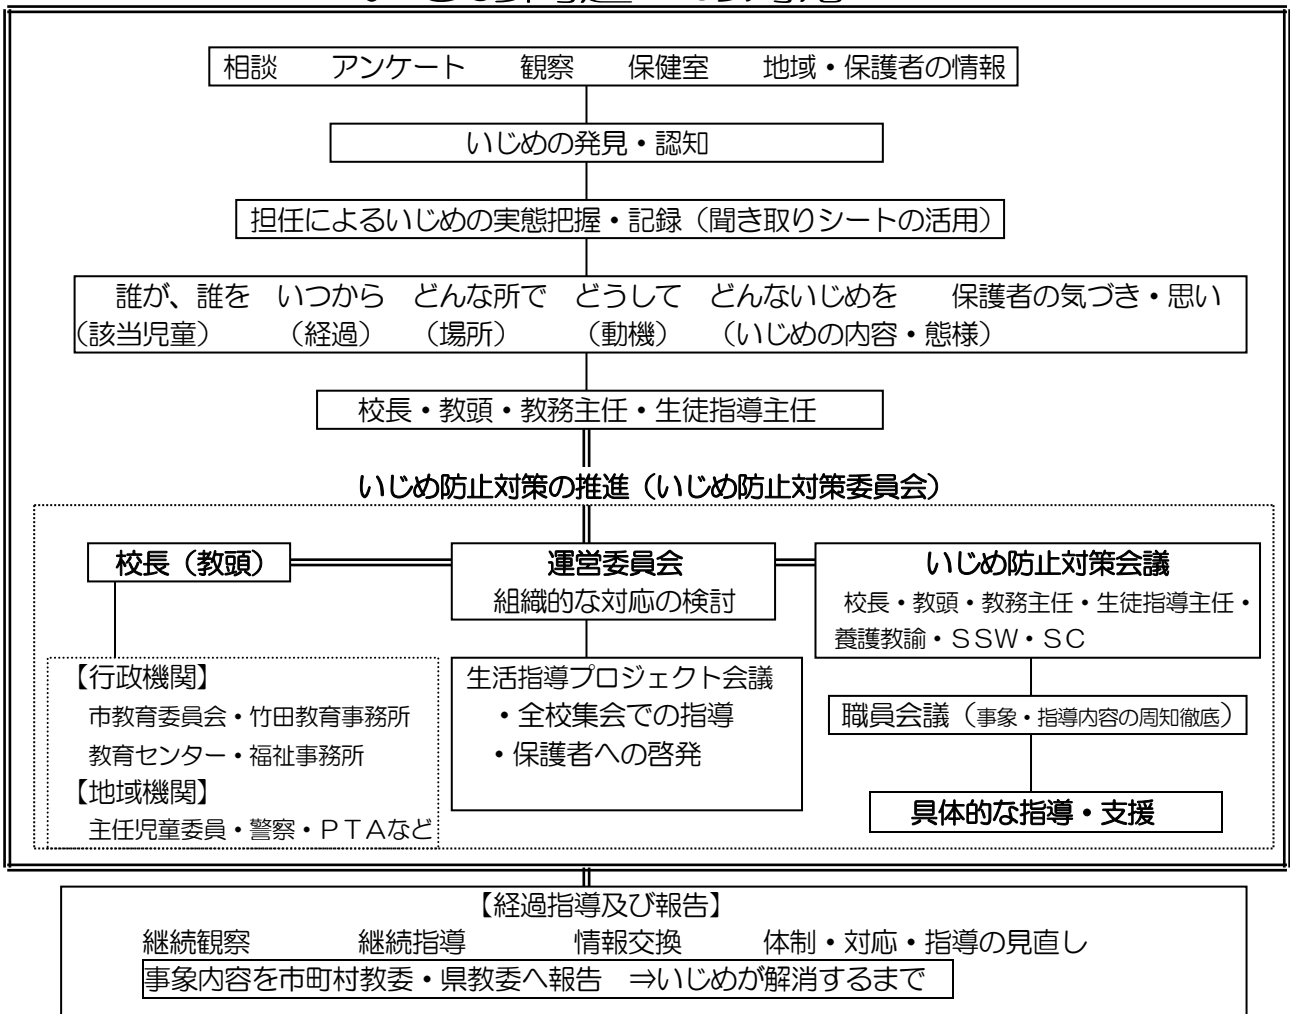 相談 アンケート 観察 保健室 地域・保護者の情報
いじめの発見・認知
担任によるいじめの実態把握・記録（聞き取りシートの活用）
誰が、誰を いつから どんな所で どうして どんないじめを 保護者の気づき・思い
（該当児童） （経過） （場所） （動機） （いじめの内容・態様）
校長・教頭・教務主任・生徒指導主任
いじめ防止対策の推進（いじめ防止対策委員会）
校長（教頭）
運営委員会
組織的な対応の検討
いじめ防止対策会議
校長・教頭・教務主任・生徒指導主任・
養護教諭・ＳＳＷ・ＳＣ
【行政機関】
市教育委員会・竹田教育事務所
教育センター・福祉事務所
【地域機関】
主任児童委員・警察・ＰＴＡなど
生活指導プロジェクト会議
・全校集会での指導
・保護者への啓発
職員会議（事象・指導内容の周知徹底）
具体的な指導・支援
【経過指導及び報告】
継続観察 継続指導 情報交換 体制・対応・指導の見直し
事象内容を市町村教委・県教委へ報告 ⇒いじめが解消するまで